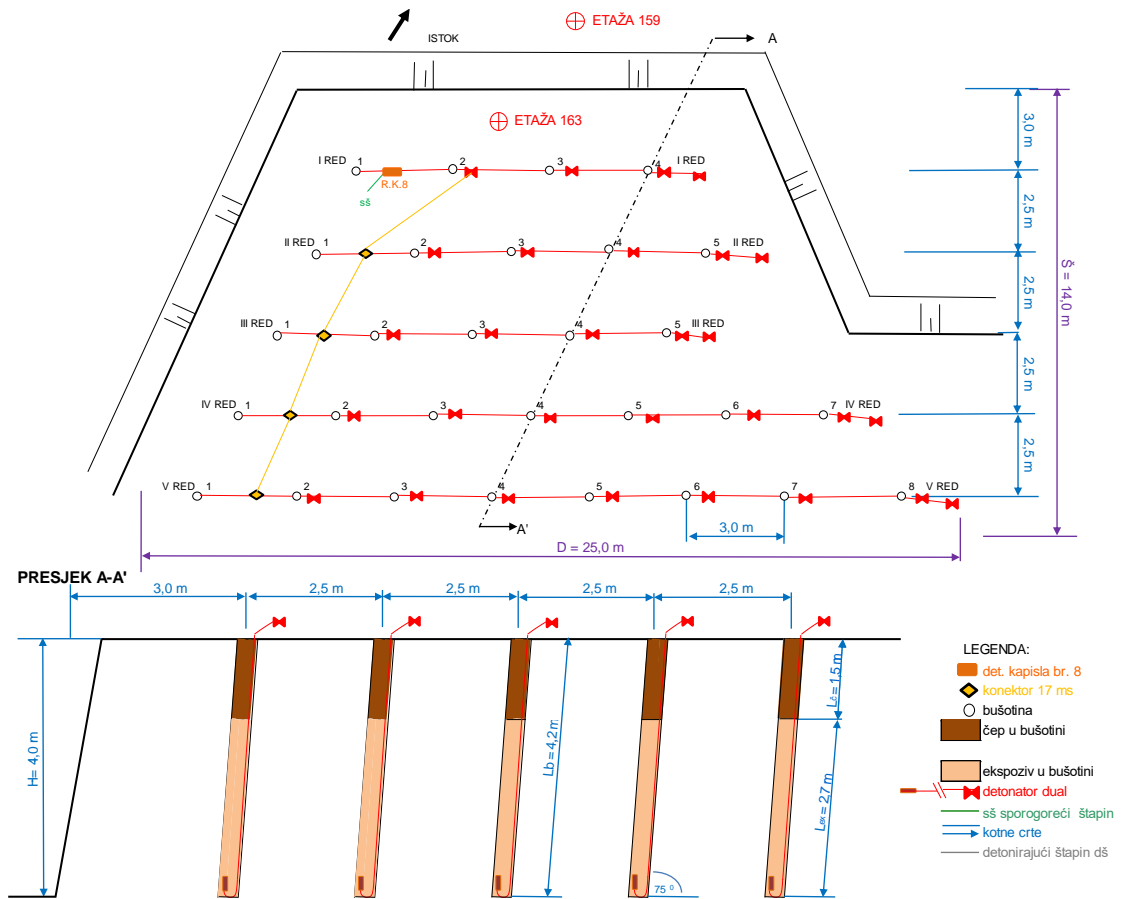 ETAŽA 159
ISTOK
A
ETAŽA 163
3,0 m
I RED 1 2 3 4 I RED
R.K.8
sš
2,5 m
II RED 1 2 3 4 5 II RED
2,5 m
Š = 14,0 m
III RED 1 2 3 4 5 III RED
2,5 m
IV RED 1 2 3 4 5 6 7 IV RED
2,5 m
V RED 1 2 3 4 5 6 7 8 V RED
A'
3,0 m
D = 25,0 m
PRESJEK A-A'
3,0 m 2,5 m 2,5 m 2,5 m 2,5 m
H= 4,0 m
Lb = 4,2 m
Lč = 1,5 m
Lex = 2,7 m
75 0
LEGENDA:
det. kapisla br. 8
konektor 17 ms
bušotina
čep u bušotini
ekspoziv u bušotini
detonator dual
sš sporogoreći štapin
kotne crte
detonirajući štapin dš